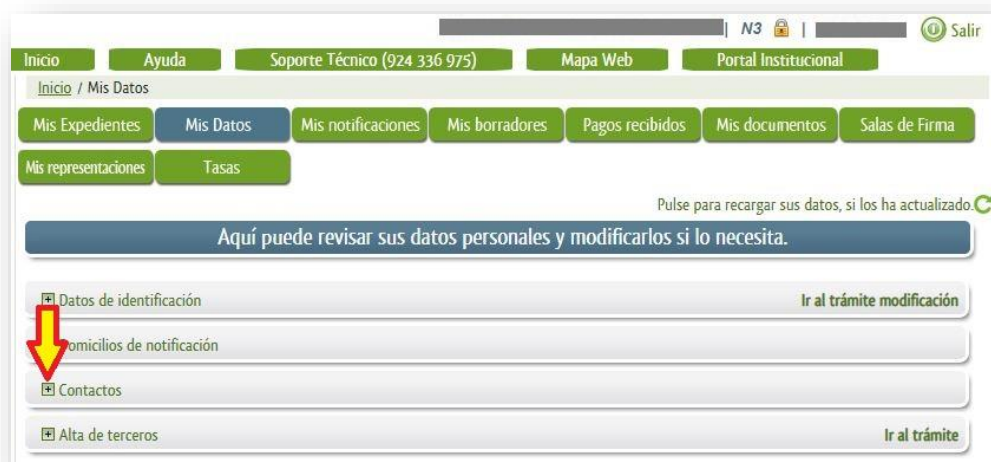 | N3 | Salir
Inicio Ayuda Soporte Técnico (924 336 975) Mapa Web Portal Institucional
Inicio / Mis Datos
Mis Expedientes Mis Datos Mis notificaciones Mis borradores Pagos recibidos Mis documentos Salas de Firma
Mis representaciones Tasas
Pulse para recargar sus datos, si los ha actualizado.
Aquí puede revisar sus datos personales y modificarlos si lo necesita.
Datos de identificación Ir al trámite modificación
omicilios de notificación
Contactos
Alta de terceros Ir al trámite